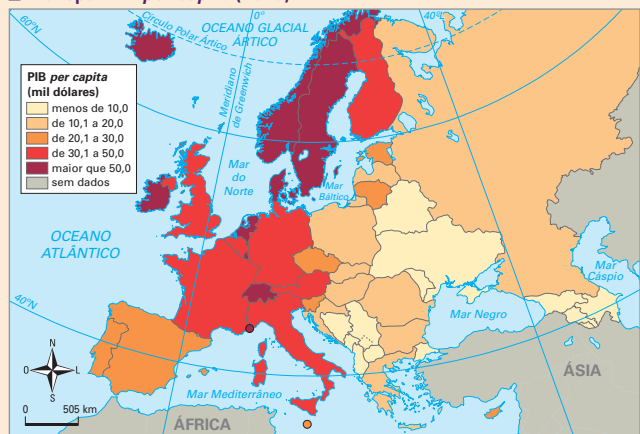 PIB per capita
(mil dólares)
menos de 10,0
de 10,1 a 20,0
de 20,1 a 30,0
de 30,1 a 50,0
maior que 50,0
sem dados
60°N
Círculo Polar Ártico
0°
OCEANO GLACIAL
ÁRTICO
40°
Meridiano
de Greenwich
Mar
do
Norte
Mar
Báltico
OCEANO
ATLÂNTICO
40°N
Mar
Cáspio
Mar Negro
N
O
L
S
0
505 km
Mar Mediterrâneo
ÁFRICA
ÁSIA